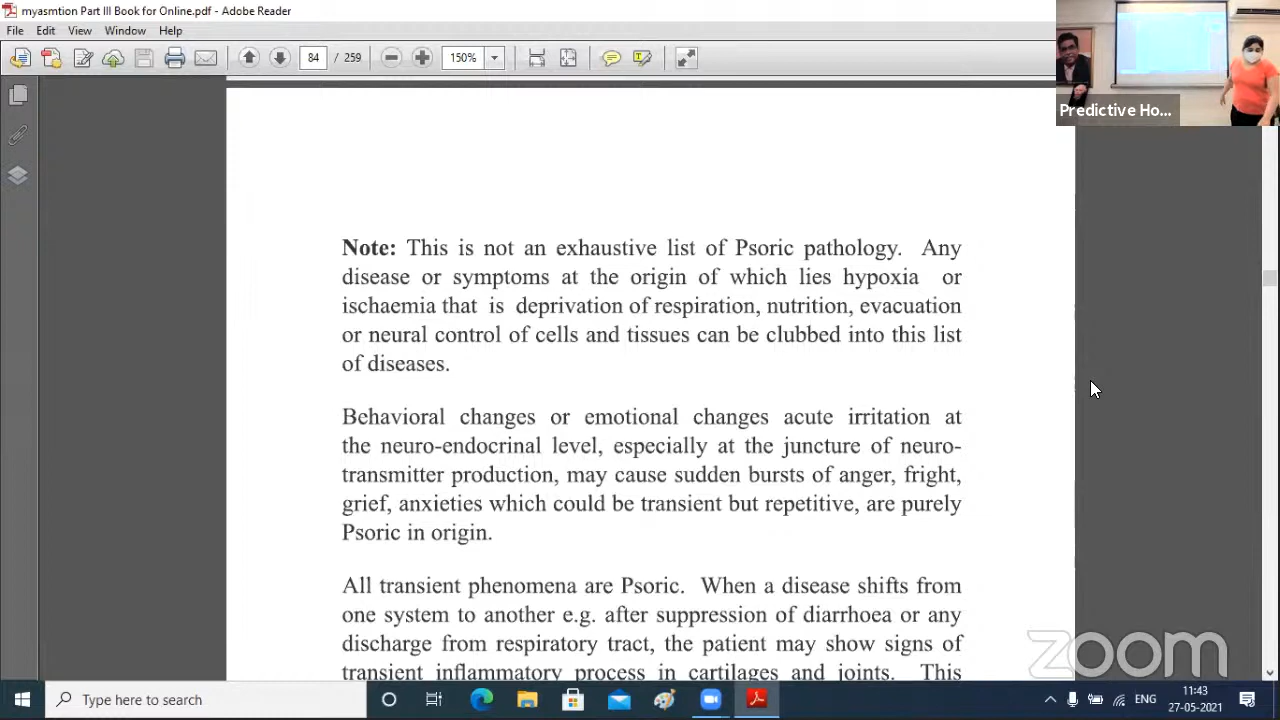 myasmtion Part III Book for Online.pdf - Adobe Reader
File Edit View Window Help
84 / 259 150%
Predictive Ho...
Note: This is not an exhaustive list of Psoric pathology. Any
disease or symptoms at the origin of which lies hypoxia or
ischaemia that is deprivation of respiration, nutrition, evacuation
or neural control of cells and tissues can be clubbed into this list
of diseases.
Behavioral changes or emotional changes acute irritation at
the neuro-endocrinal level, especially at the juncture of neuro-
transmitter production, may cause sudden bursts of anger, fright,
grief, anxieties which could be transient but repetitive, are purely
Psoric in origin.
All transient phenomena are Psoric. When a disease shifts from
one system to another e.g. after suppression of diarrhoea or any
discharge from respiratory tract, the patient may show signs of
transient inflammatory process in cartilages and joints. This
zoom
Type here to search
ENG
11:43
27-05-2021